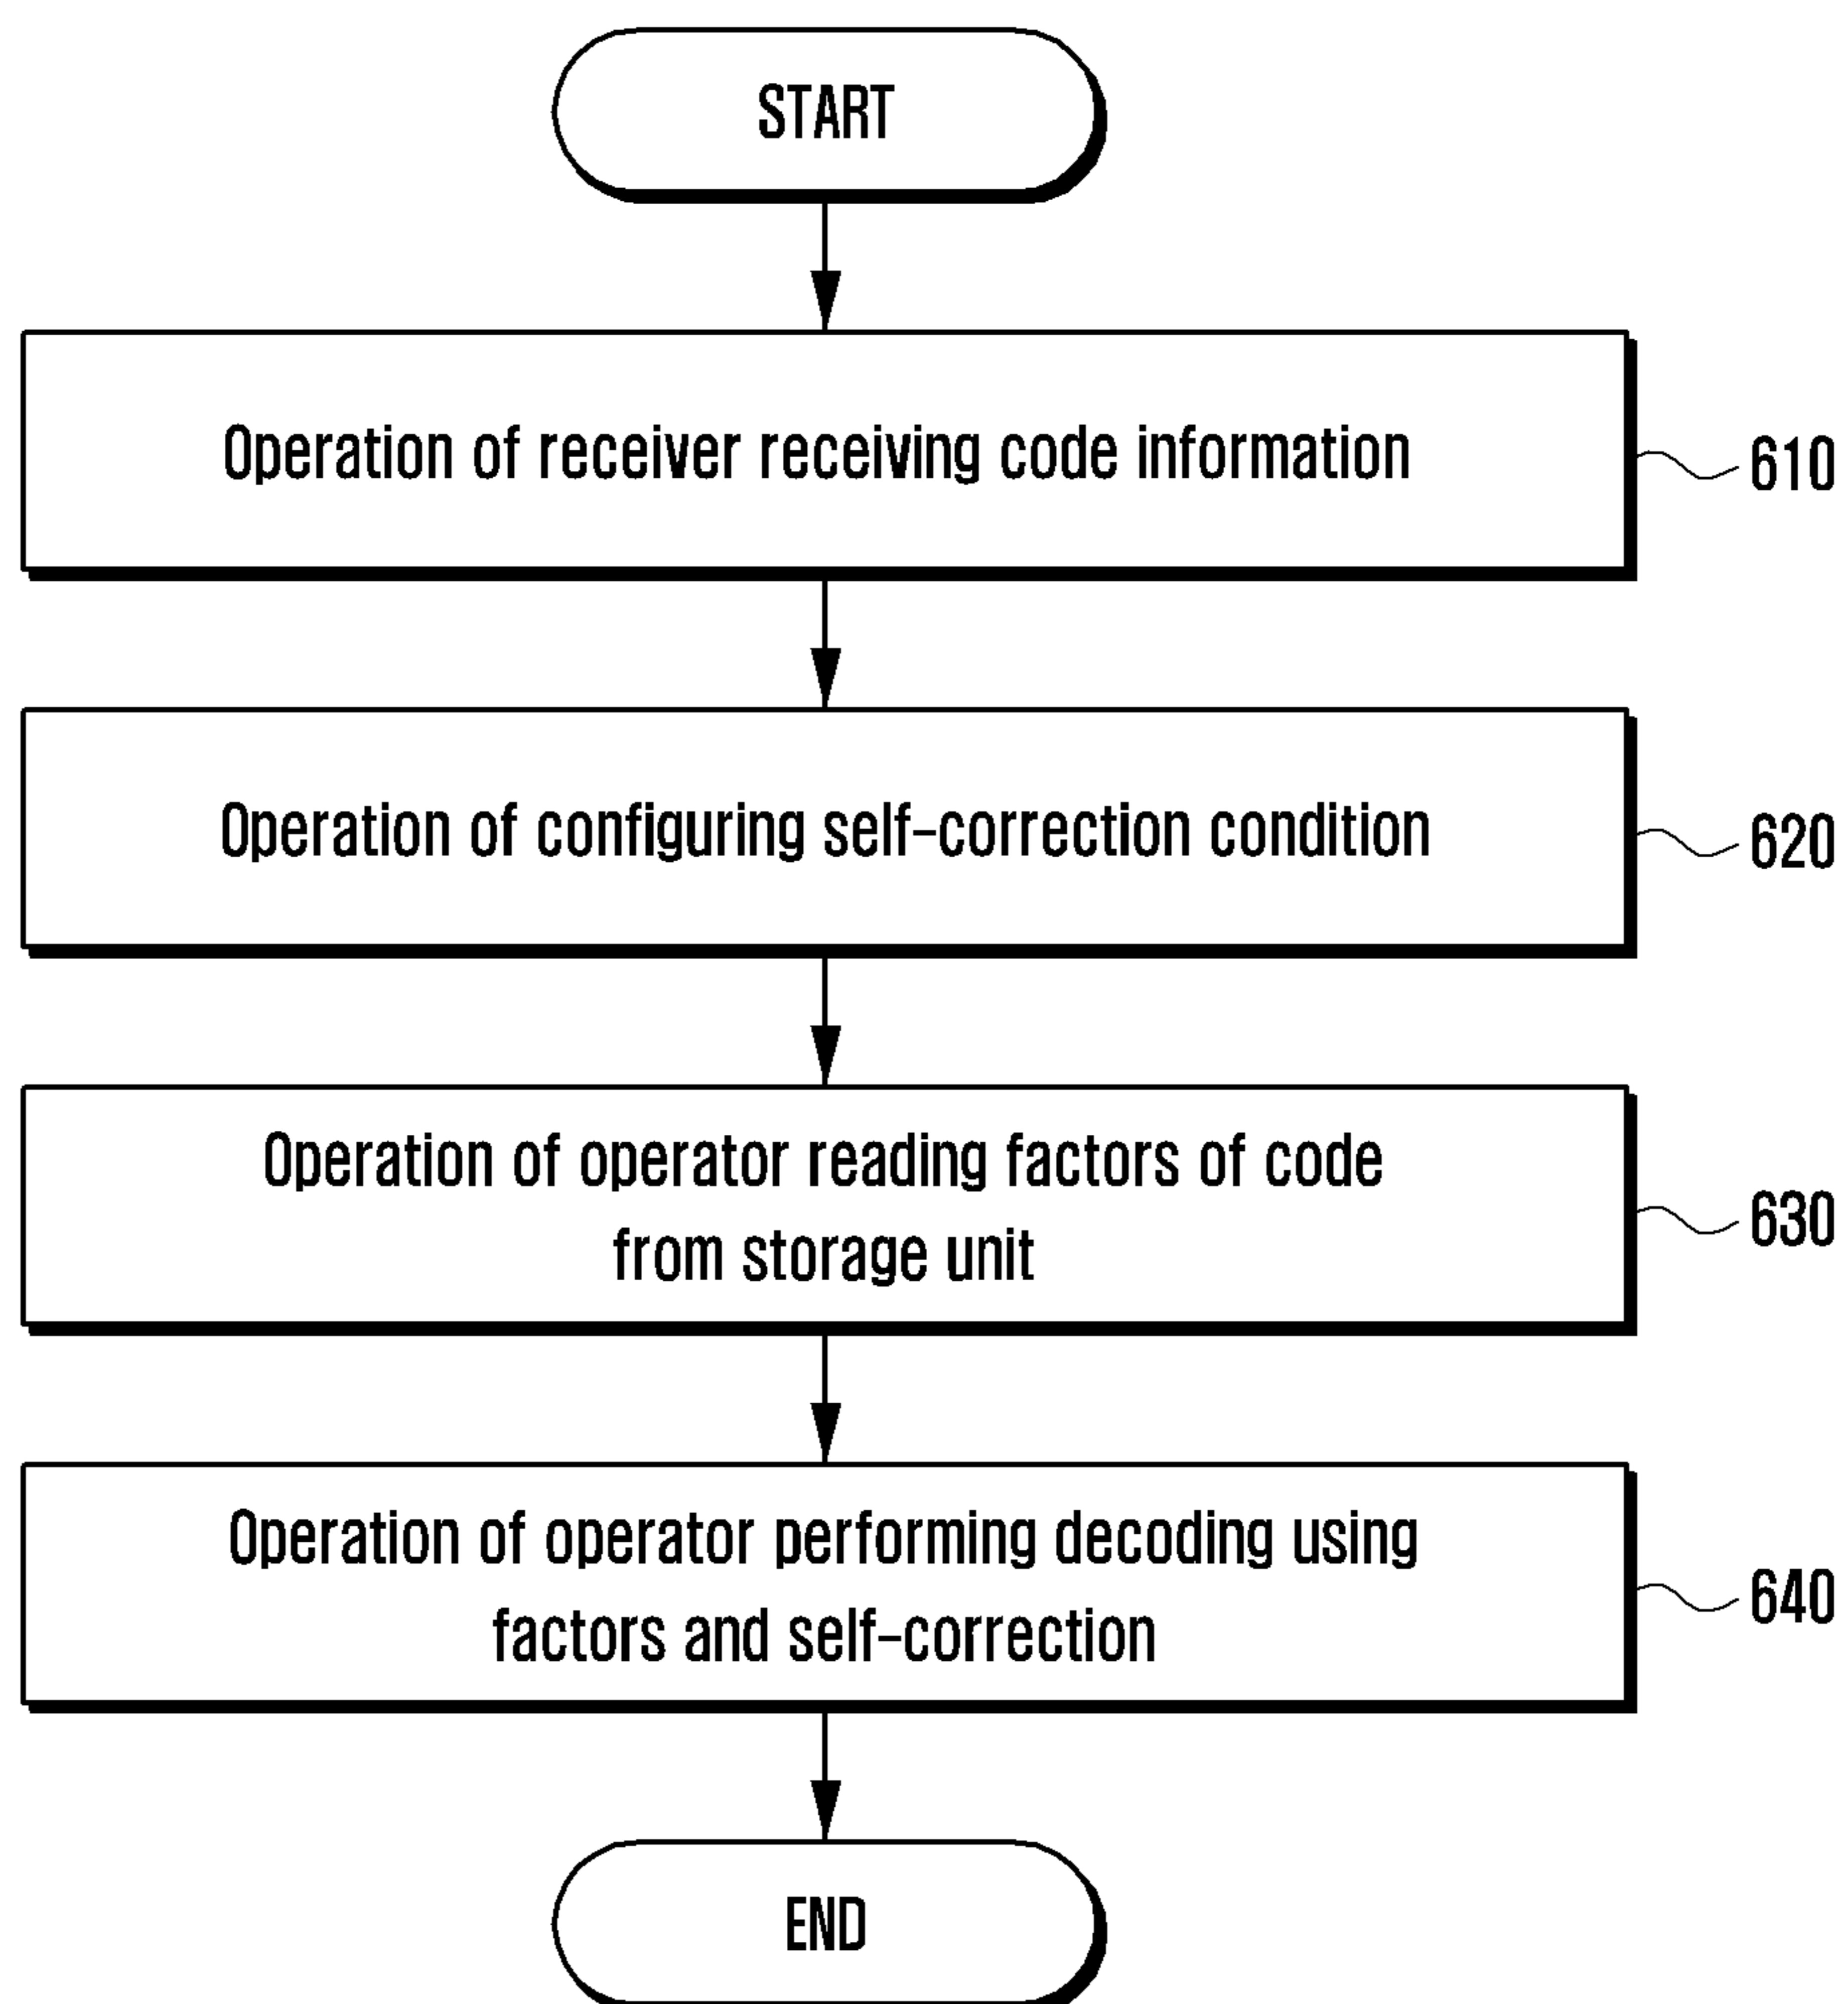 START
Operation of receiver receiving code information
610
Operation of configuring self-correction condition
620
Operation of operator reading factors of code
from storage unit
630
Operation of operator performing decoding using
factors and self-correction
640
END